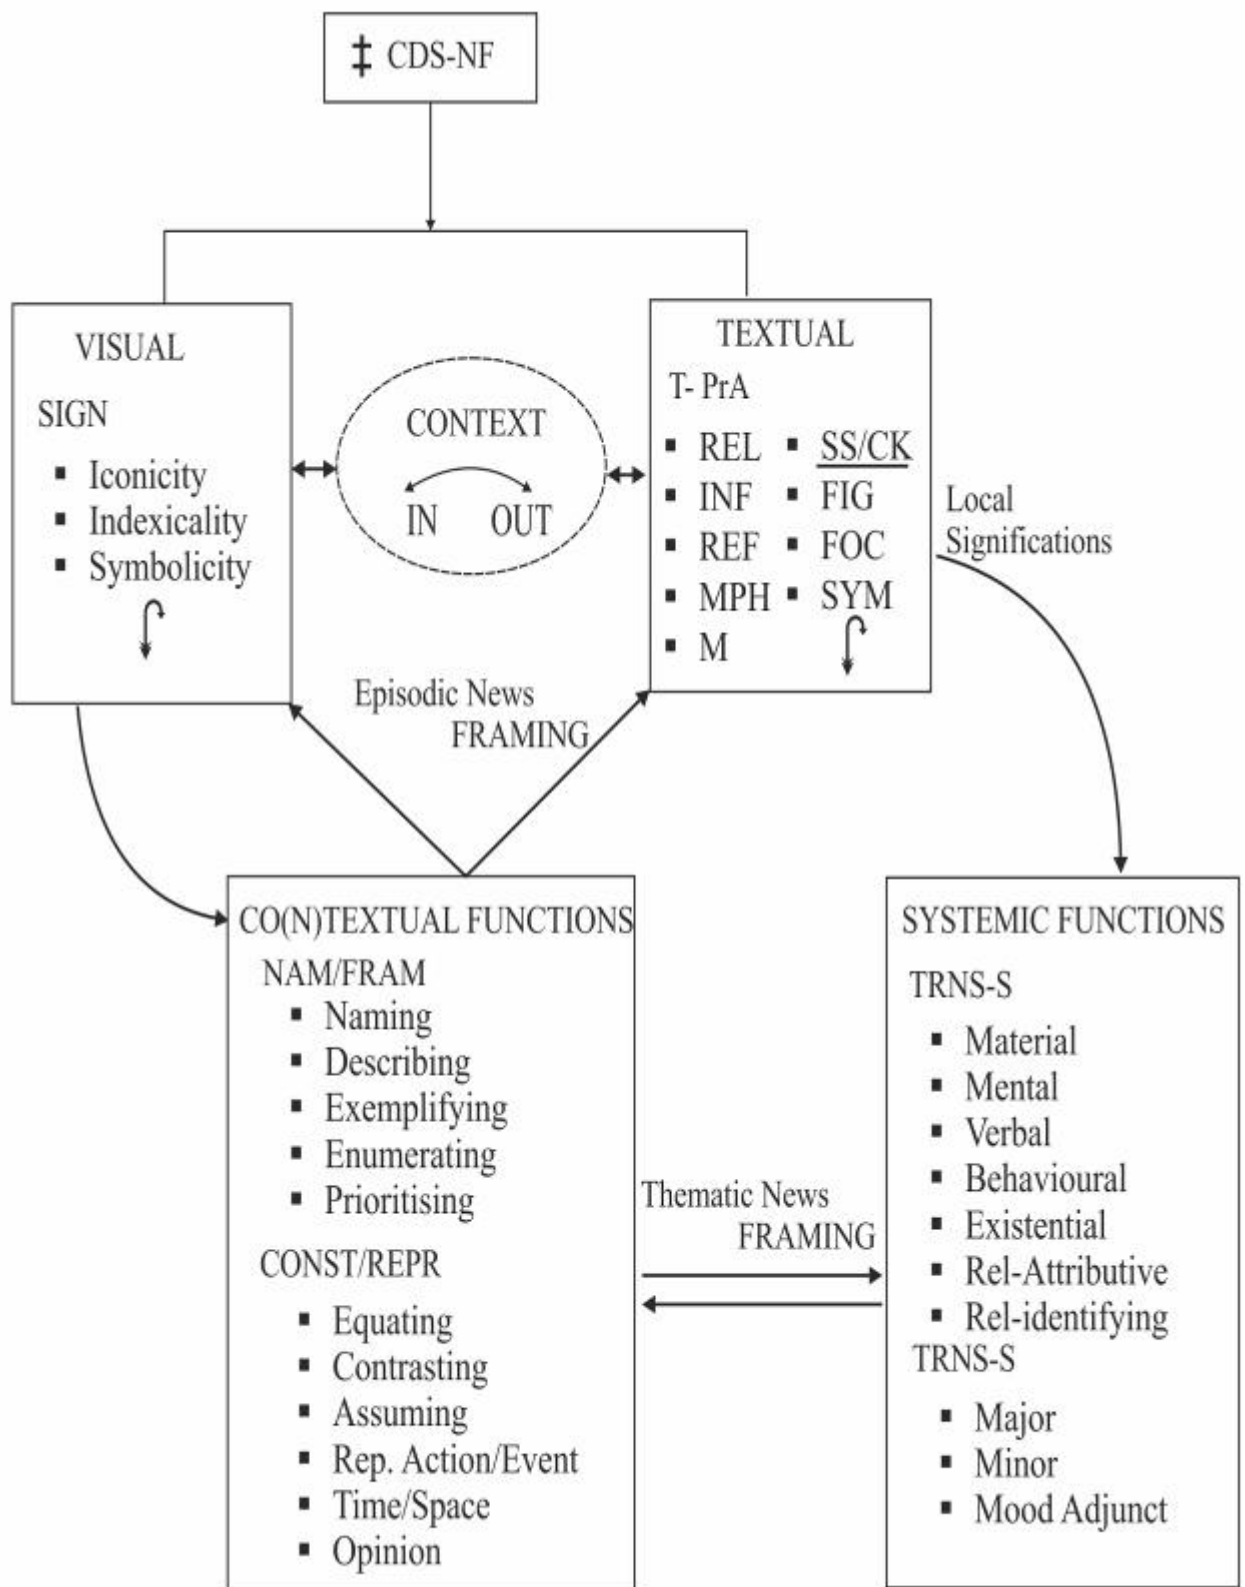 ‡ CDS-NF
VISUAL
SIGN
▪ Iconicity
▪ Indexicality
▪ Symbolicity
CONTEXT
IN OUT
TEXTUAL
T- PrA
▪ REL ▪ SS/CK
▪ INF ▪ FIG
▪ REF ▪ FOC
▪ MPH ▪ SYM
▪ M
Local
Significations
Episodic News
FRAMING
CO(N)TEXTUAL FUNCTIONS
NAM/FRAM
▪ Naming
▪ Describing
▪ Exemplifying
▪ Enumerating
▪ Prioritising
CONST/REPR
▪ Equating
▪ Contrasting
▪ Assuming
▪ Rep. Action/Event
▪ Time/Space
▪ Opinion
Thematic News
FRAMING
SYSTEMIC FUNCTIONS
TRNS-S
▪ Material
▪ Mental
▪ Verbal
▪ Behavioural
▪ Existential
▪ Rel-Attributive
▪ Rel-identifying
TRNS-S
▪ Major
▪ Minor
▪ Mood Adjunct